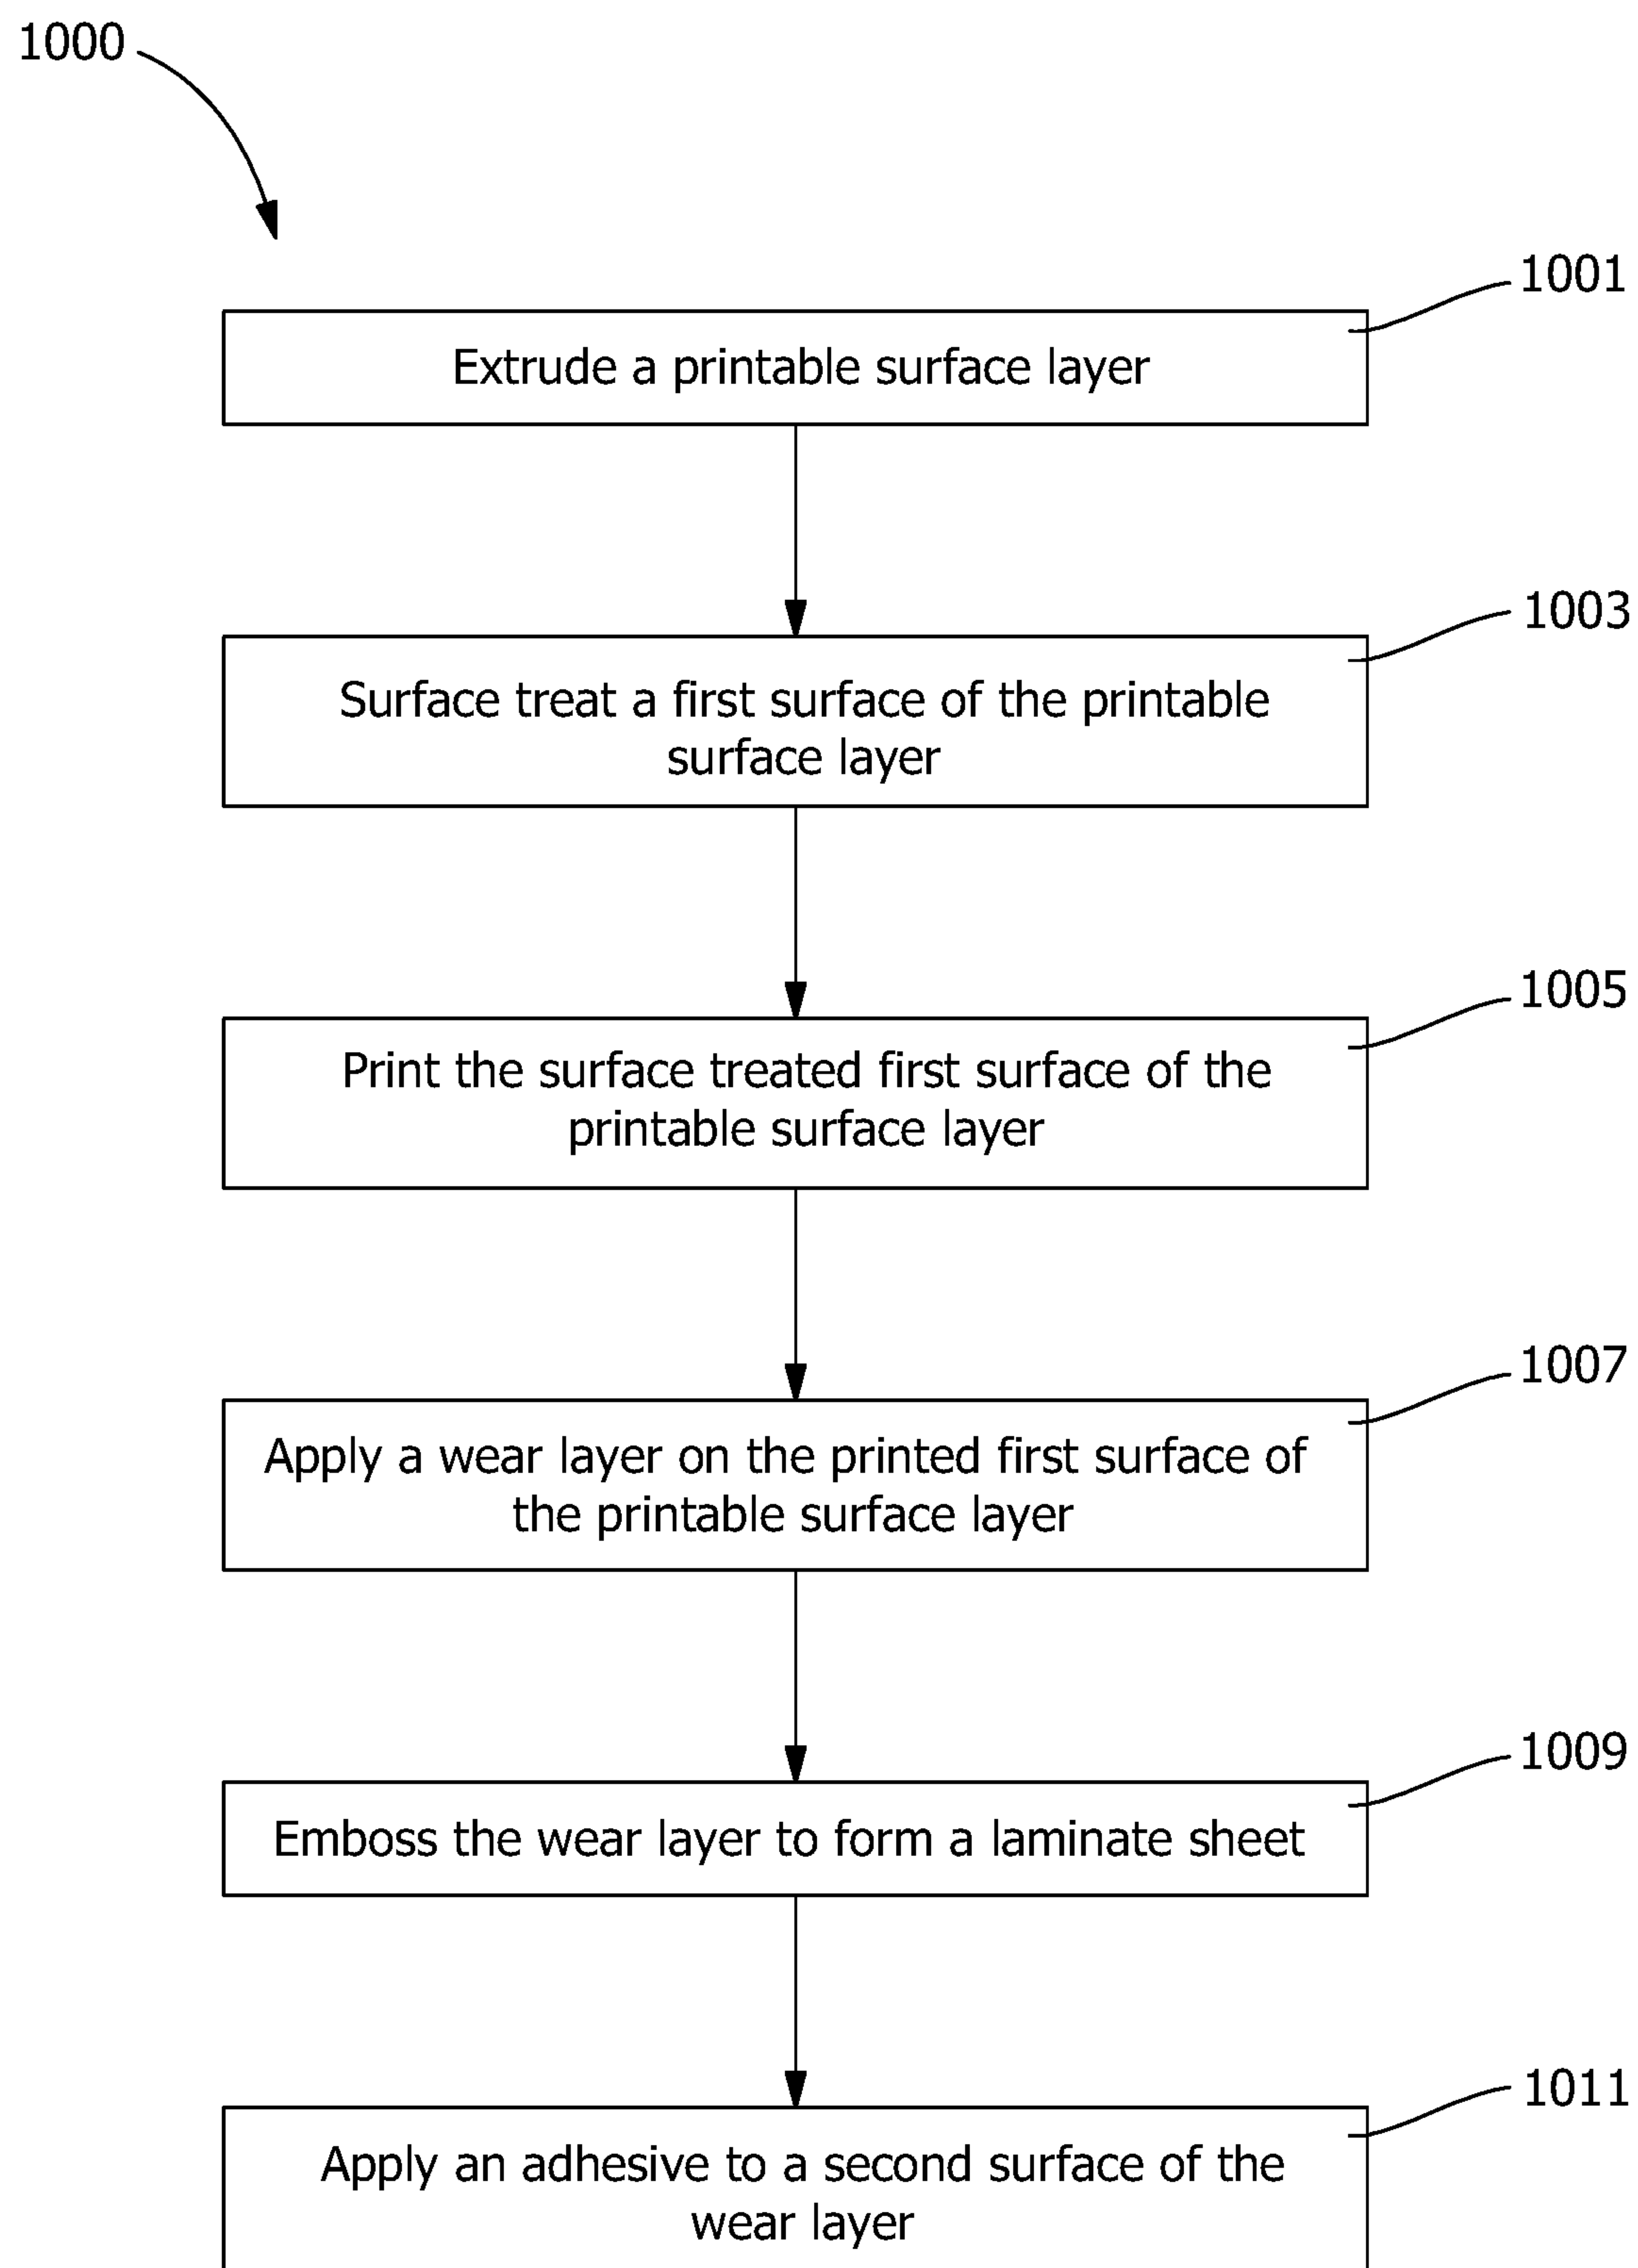 1000
1001
Extrude a printable surface layer
1003
Surface treat a first surface of the printable
surface layer
1005
Print the surface treated first surface of the
printable surface layer
1007
Apply a wear layer on the printed first surface of
the printable surface layer
1009
Emboss the wear layer to form a laminate sheet
1011
Apply an adhesive to a second surface of the
wear layer